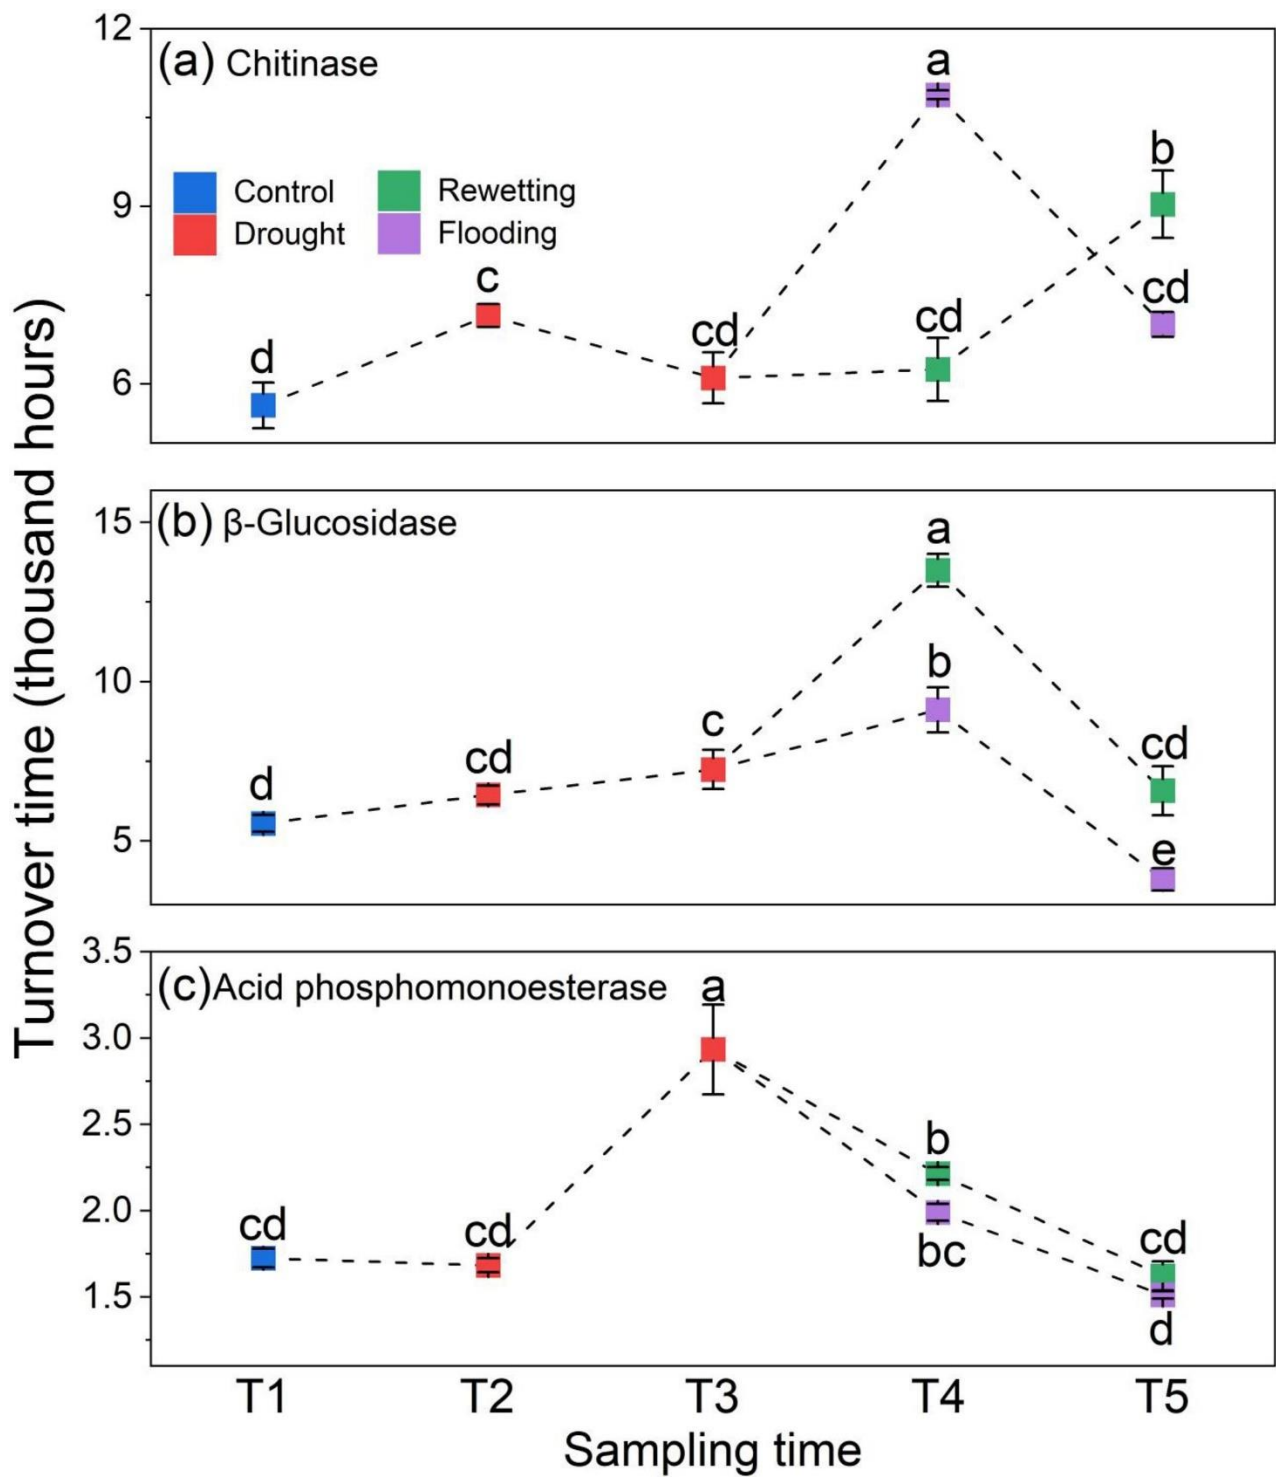 Turnover time (thousand hours)
(a) Chitinase
12
9
6
Control
Rewetting
Drought
Flooding
d
c
cd
a
cd
b
cd
(b) β-Glucosidase
15
10
5
d
cd
c
a
b
cd
e
(c)Acid phosphomonoesterase
3.5
3.0
2.5
2.0
1.5
cd
cd
a
b
bc
cd
d
T1 T2 T3 T4 T5
Sampling time